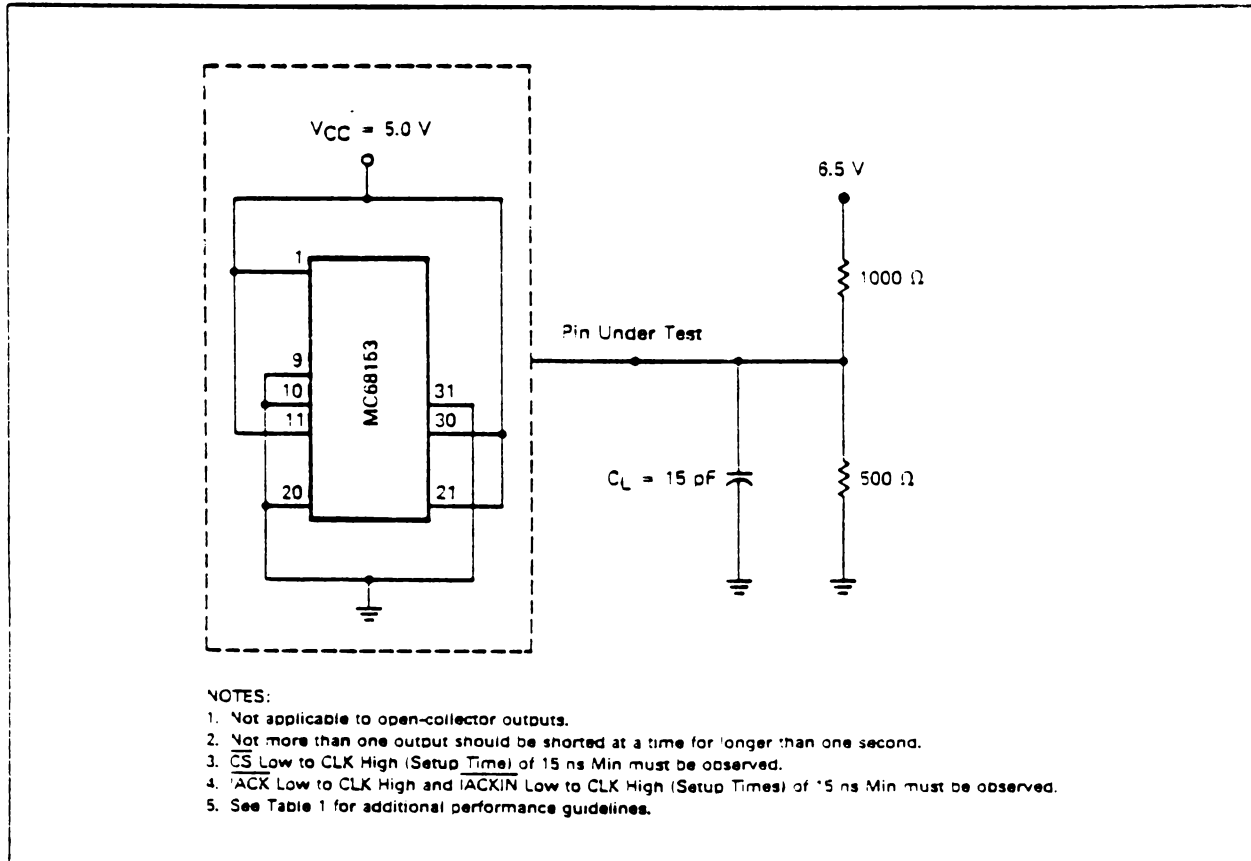 VCC = 5.0 V
6.5 V
1
1000 Ω
Pin Under Test
9
10
11
20
MC68153
31
30
21
CL = 15 pF
500 Ω
NOTES:
1. Not applicable to open-collector outputs.
2. Not more than one output should be shorted at a time for longer than one second.
3. CS Low to CLK High (Setup Time) of 15 ns Min must be observed.
4. IACK Low to CLK High and IACKIN Low to CLK High (Setup Times) of 15 ns Min must be observed.
5. See Table 1 for additional performance guidelines.